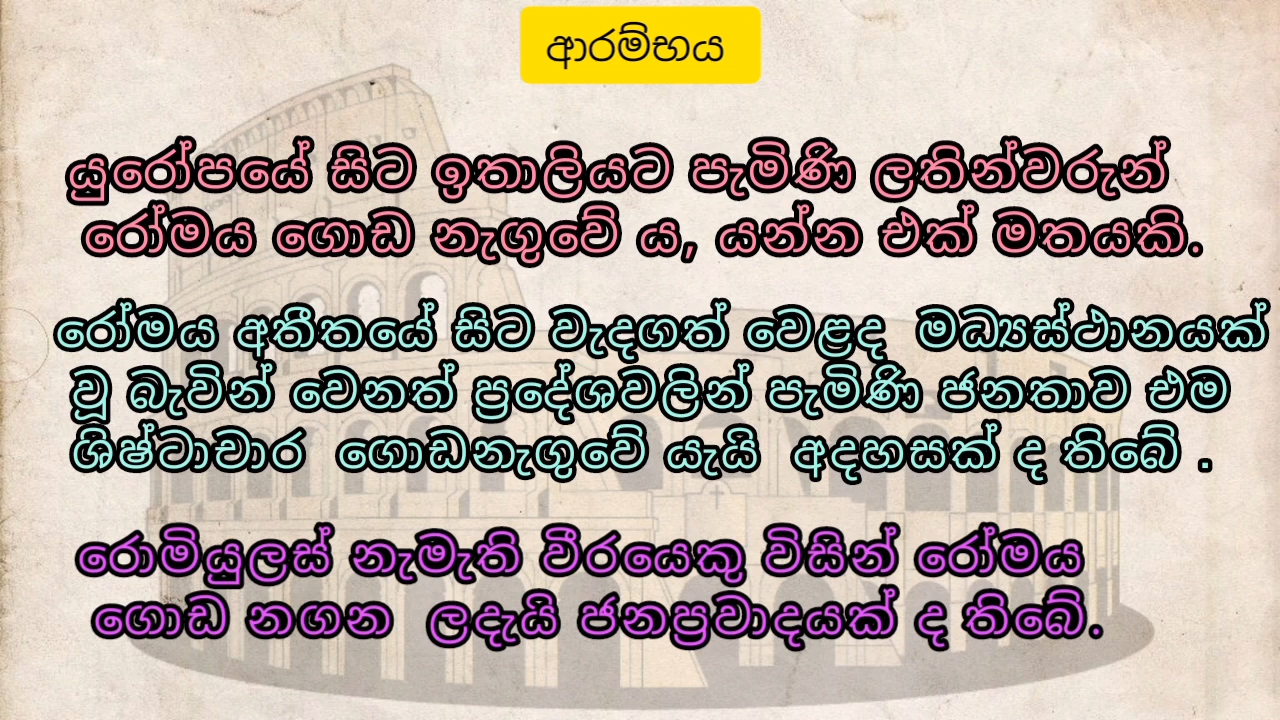 ආරම්භය
යුරෝපයේ සිට ඉතාලියට පැමිණි ලතින්වරුන්
රෝමය ගොඩ නැගුවේ ය, යන්න එක් මතයකි.
රෝමය අතීතයේ සිට වැදගත් වෙළද මධ්‍යස්ථානයක්
වූ බැවින් වෙනත් ප්‍රදේශවලින් පැමිණි ජනතාව එම
ශිෂ්ටාචාර ගොඩනැගුවේ යැයි අදහසක් ද තිබේ .
රොමියුලස් නැමැති වීරයෙකු විසින් රෝමය
ගොඩ නගන ලදැයි ජනප්‍රවාදයක් ද තිබේ.